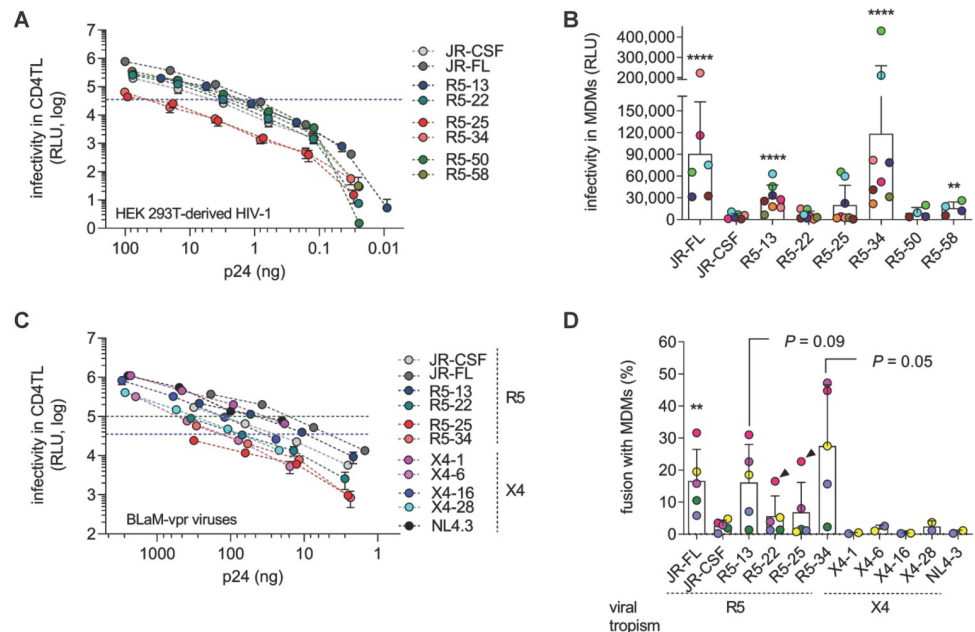 A
infectivity in CD4TL
(RLU, log)
6
5
4
3
2
1
0
100
10
1
0.1
0.01
p24 (ng)
HEK 293T-derived HIV-1
JR-CSF
JR-FL
R5-13
R5-22
R5-25
R5-34
R5-50
R5-58
B
infectivity in MDMs (RLU)
400,000
300,000
200,000
120,000
90,000
60,000
30,000
0
****
****
****
**
JR-FL
JR-CSF
R5-13
R5-22
R5-25
R5-34
R5-50
R5-58
C
infectivity in CD4TL
(RLU, log)
7
6
5
4
3
2
1000
100
10
1
p24 (ng)
BLaM-vpr viruses
JR-CSF
JR-FL
R5-13
R5-22
R5-25
R5-34
X4-1
X4-6
X4-16
X4-28
NL4.3
R5
X4
D
fusion with MDMs (%)
50
40
30
20
10
0
P = 0.09
P = 0.05
**
JR-FL
JR-CSF
R5-13
R5-22
R5-25
R5-34
X4-1
X4-6
X4-16
X4-28
NL4-3
viral
tropism
R5
X4